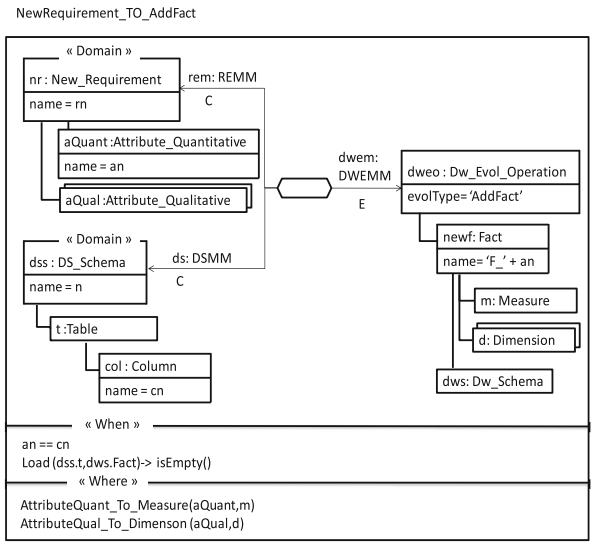 NewRequirement_TO_AddFact
« Domain »
nr : New_Requirement
name = rn
aQuant :Attribute_Quantitative
name = an
aQual :Attribute_Qualitative
« Domain »
dss : DS_Schema
name = n
t :Table
col : Column
name = cn
rem: REMM
C
ds: DSMM
C
dwem:
DWEMM
E
dweo : Dw_Evol_Operation
evolType= ‘AddFact’
newf: Fact
name= ‘F_’ + an
m: Measure
d: Dimension
dws: Dw_Schema
« When »
an == cn
Load (dss.t,dws.Fact)-> isEmpty()
« Where »
AttributeQuant_To_Measure(aQuant,m)
AttributeQual_To_Dimenson (aQual,d)